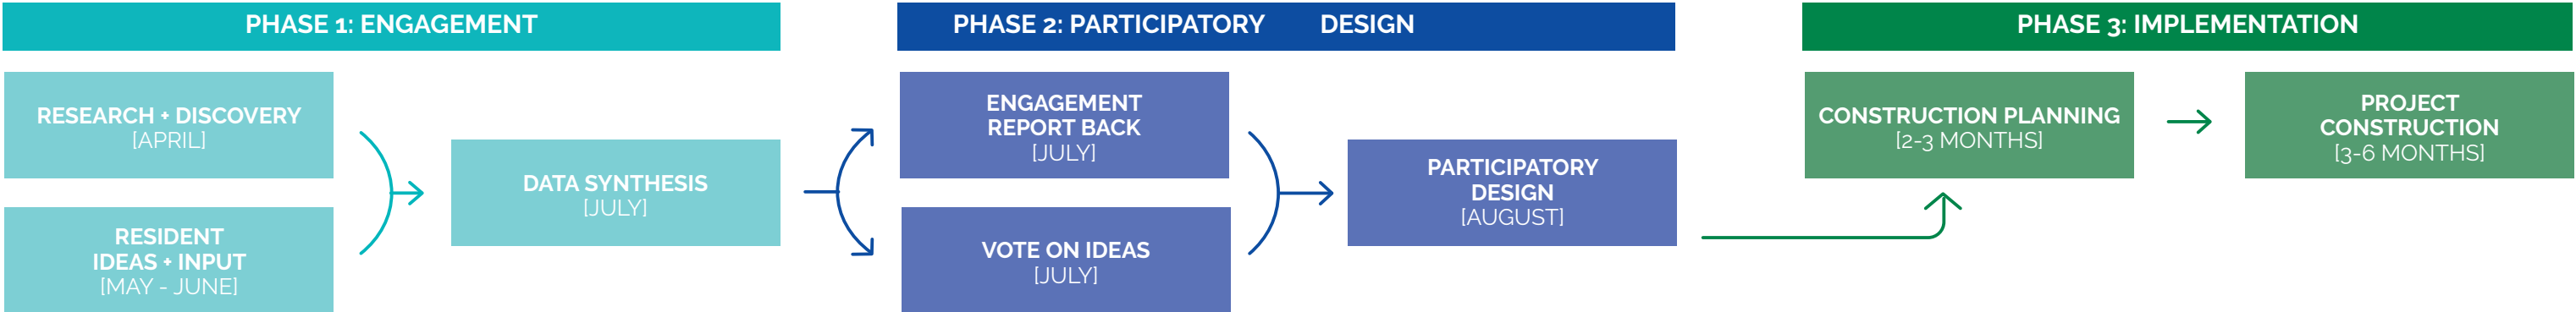 PHASE 1: ENGAGEMENT
RESEARCH + DISCOVERY
[APRIL]
RESIDENT
IDEAS + INPUT
[MAY - JUNE]
DATA SYNTHESIS
[JULY]
PHASE 2: PARTICIPATORY DESIGN
ENGAGEMENT
REPORT BACK
[JULY]
VOTE ON IDEAS
[JULY]
PARTICIPATORY
DESIGN
[AUGUST]
PHASE 3: IMPLEMENTATION
CONSTRUCTION PLANNING
[2-3 MONTHS]
PROJECT
CONSTRUCTION
[3-6 MONTHS]